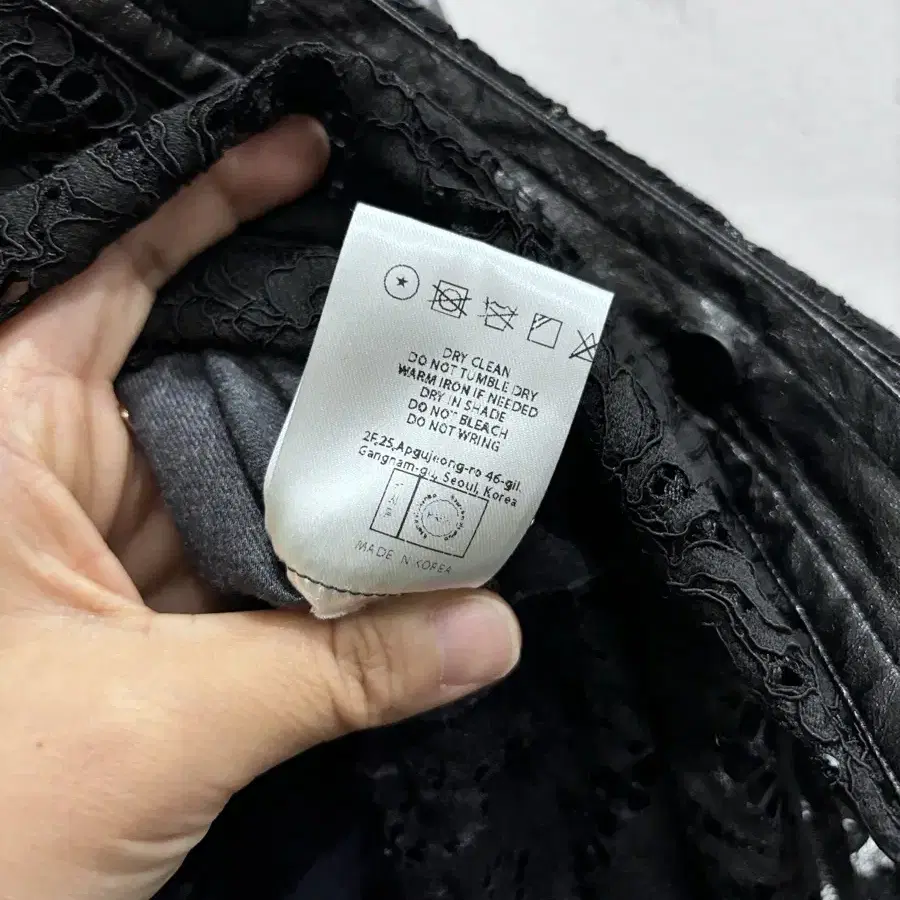 DRY CLEAN
DO NOT TUMBLE DRY
WARM IRON IF NEEDED
DRY IN SHADE
DO NOT BLEACH
DO NOT WRING
2F,25,Apgujeong-ro 46-gil,
Gangnam-gu, Seoul, Korea
MADE IN KOREA